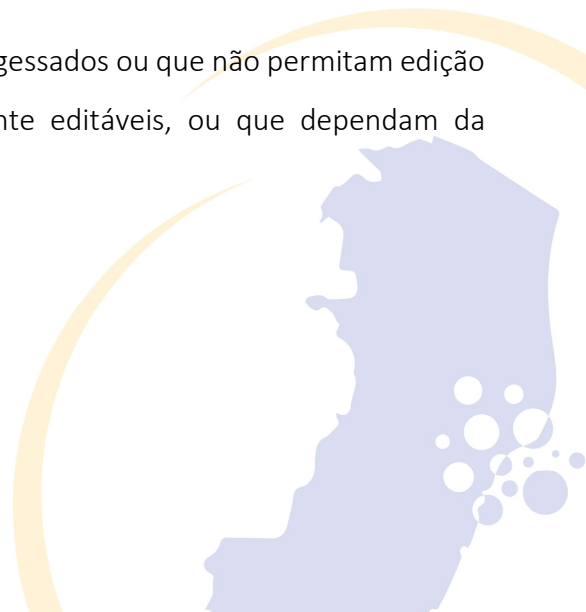 gessados ou que não permitam edição
nte editáveis, ou que dependam da